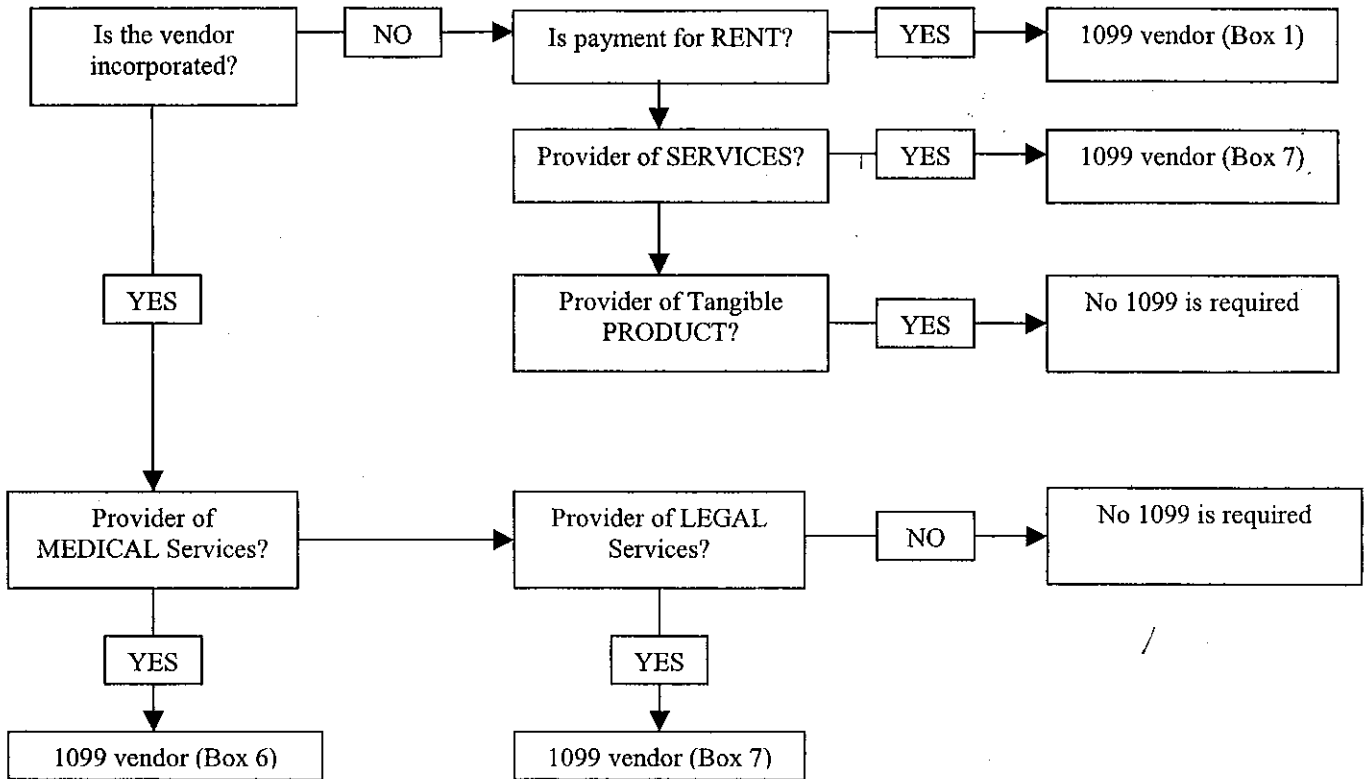 Is the vendor
incorporated?
NO
Is payment for RENT?
YES
1099 vendor (Box 1)
Provider of SERVICES?
YES
1099 vendor (Box 7)
YES
Provider of Tangible
PRODUCT?
YES
No 1099 is required
Provider of
MEDICAL Services?
Provider of LEGAL
Services?
NO
No 1099 is required
YES
YES
1099 vendor (Box 6)
1099 vendor (Box 7)